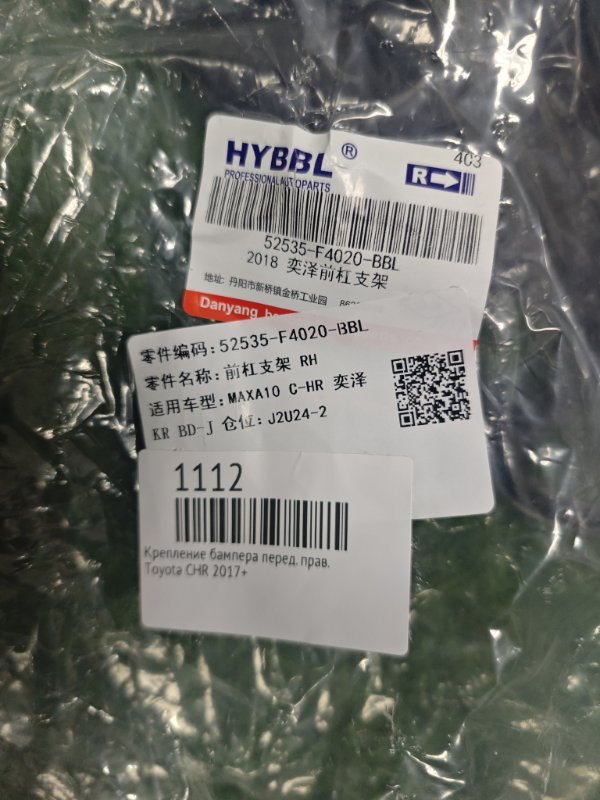 HYBBL ®
PROFESSIONAL AUTOPARTS
403
R
52535-F4020-BBL
2018 奕泽前杠支架
地址: 丹阳市新桥镇金桥工业园
Danyang
零件编码:52535-F4020-BBL
零件名称:前杠支架 RH
适用车型:MAXA10 C-HR 奕泽
KR BD-J 仓位:J2U24-2
1112
Крепление бампера перед. прав.
Toyota CHR 2017+